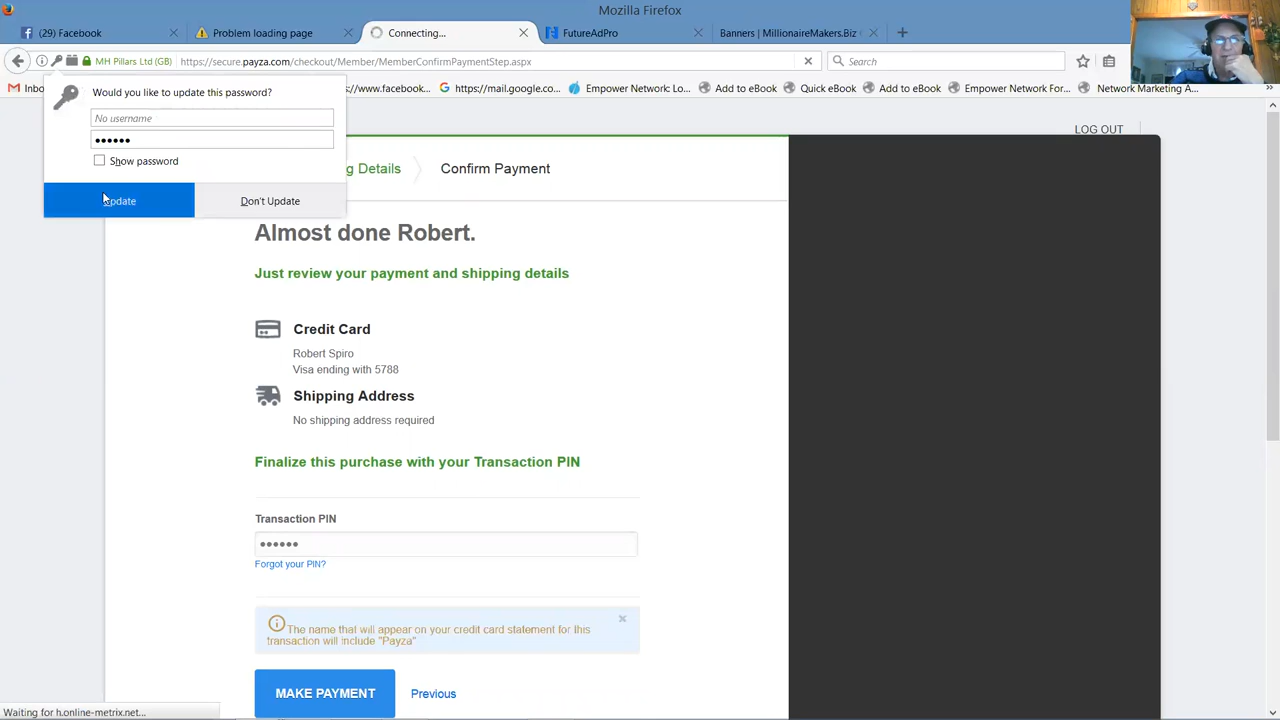 Mozilla Firefox
(29) Facebook
Problem loading page
Connecting...
FutureAdPro
Banners | MillionaireMakers.Biz
MH Pillars Ltd (GB)
https://secure.payza.com/checkout/Member/MemberConfirmPaymentStep.aspx
Search
Inbo
/www.facebook...
https://mail.google.co...
Empower Network: Lo...
Add to eBook
Quick eBook
Add to eBook
Empower Network: For...
Network Marketing A...
Would you like to update this password?
No username
••••••
Show password
Update
Don't Update
LOG OUT
g Details
Confirm Payment
Almost done Robert.
Just review your payment and shipping details
Credit Card
Robert Spiro
Visa ending with 5788
Shipping Address
No shipping address required
Finalize this purchase with your Transaction PIN
Transaction PIN
••••••
Forgot your PIN?
The name that will appear on your credit card statement for this
transaction will include "Payza"
MAKE PAYMENT
Previous
Waiting for h.online-metrix.net...